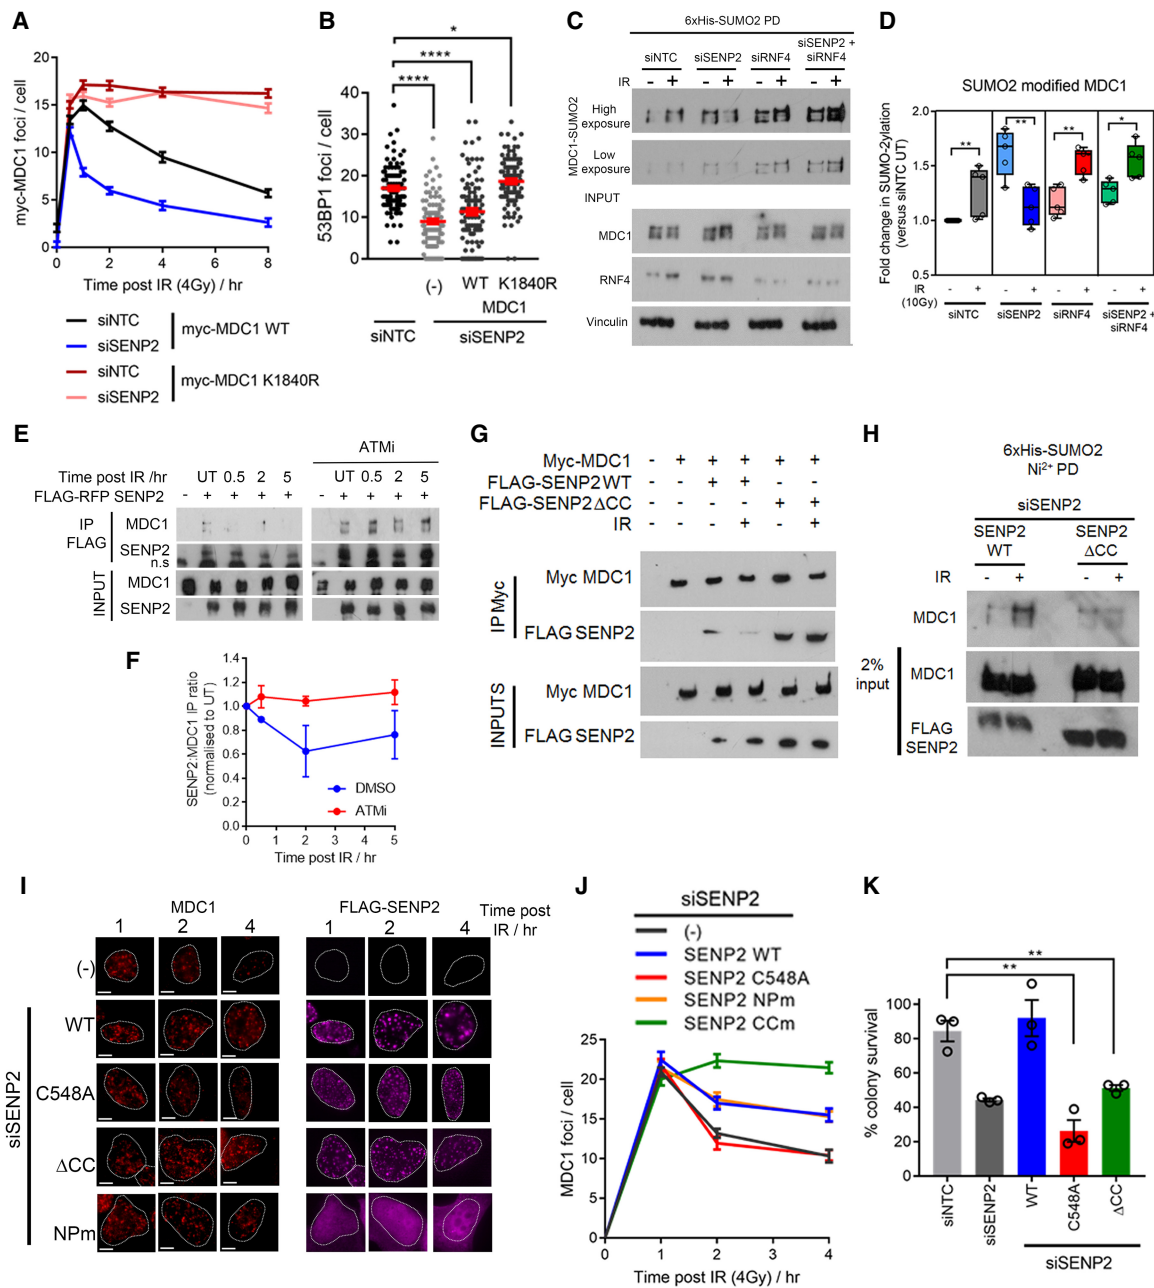 A
20
15
10
5
0
myc-MDC1 foci / cell
0 2 4 6 8
Time post IR (4Gy) / hr
siNTC
siSENP2
myc-MDC1 WT
siNTC
siSENP2
myc-MDC1 K1840R
B
*
****
****
40
30
20
10
0
53BP1 foci / cell
(-) WT K1840R
MDC1
siNTC siSENP2
C
6xHis-SUMO2 PD
siNTC siSENP2 siRNF4 siSENP2 + siRNF4
IR - + - + - + - +
MDC1-SUMO2
High exposure
Low exposure
INPUT
MDC1
RNF4
Vinculin
D
SUMO2 modified MDC1
Fold change in SUMO-2ylation
(versus siNTC UT)
2.0
1.5
1.0
0.5
** ** ** *
IR (10Gy) - + - + - + - +
siNTC siSENP2 siRNF4 siSENP2 + siRNF4
E
ATMi
Time post IR /hr UT 0.5 2 5 UT 0.5 2 5
FLAG-RFP SENP2 - + + + + - + + + +
IP FLAG
MDC1
SENP2
n.s
INPUT
MDC1
SENP2
F
SENP2:MDC1 IP ratio
(normalised to UT)
1.4
1.2
1.0
0.8
0.6
0.4
0.2
0.0
DMSO
ATMi
0 1 2 3 4 5
Time post IR / hr
G
Myc-MDC1 - + + + + +
FLAG-SENP2 WT - - + + - -
FLAG-SENP2 ΔCC - - - - + +
IR - - - + - +
IP Myc
Myc MDC1
FLAG SENP2
INPUTS
Myc MDC1
FLAG SENP2
H
6xHis-SUMO2
Ni2+ PD
siSENP2
SENP2 WT SENP2 ΔCC
IR - + - +
MDC1
2% input
MDC1
FLAG SENP2
I
MDC1 FLAG-SENP2 Time post IR / hr
1 2 4 1 2 4
(-)
siSENP2
WT
C548A
ΔCC
NPm
J
siSENP2
(-)
SENP2 WT
SENP2 C548A
SENP2 NPm
SENP2 CCm
25
20
15
10
5
0
MDC1 foci / cell
0 1 2 3 4
Time post IR (4Gy) / hr
K
**
**
100
80
60
40
20
0
% colony survival
siNTC siSENP2 WT C548A ΔCC
siSENP2